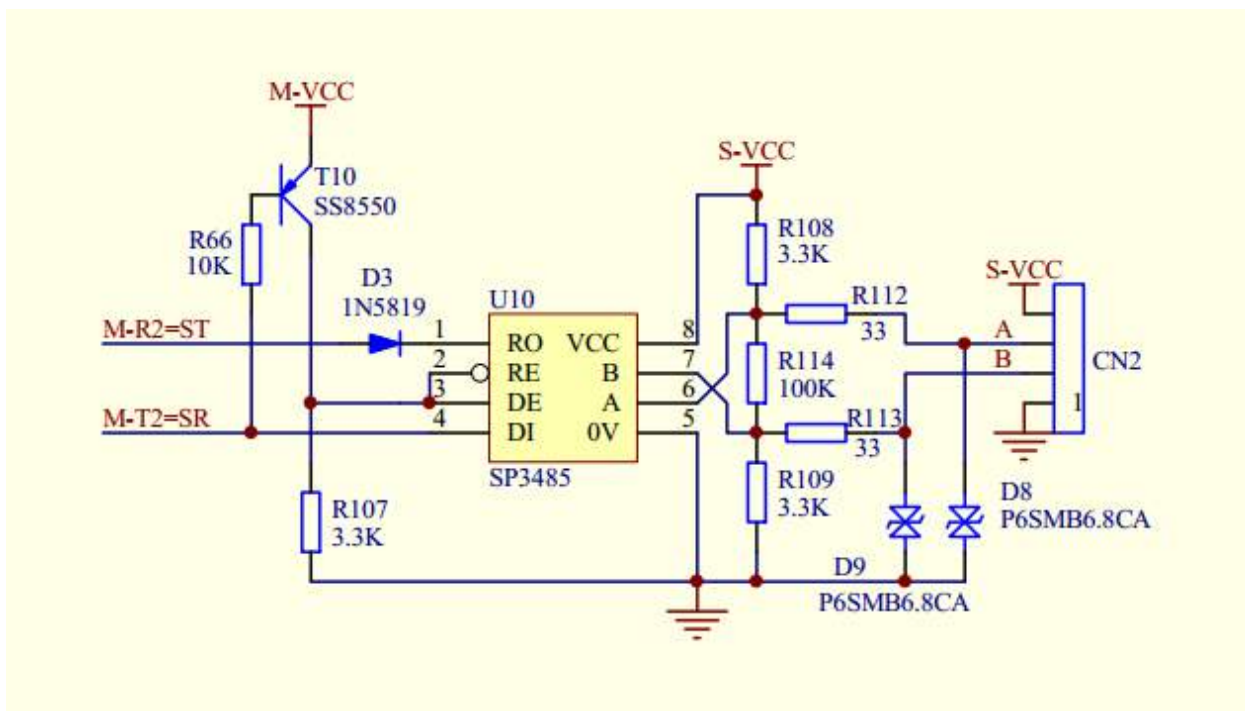 M-VCC
T10
SS8550
R66
10K
D3
1N5819
M-R2=ST
M-T2=SR
R107
3.3K
U10
1
2
3
4
RO
RE
DE
DI
VCC
B
A
0V
8
7
6
5
SP3485
S-VCC
R108
3.3K
R112
33
R114
100K
R113
33
R109
3.3K
S-VCC
A
B
1
CN2
D8
P6SMB6.8CA
D9
P6SMB6.8CA